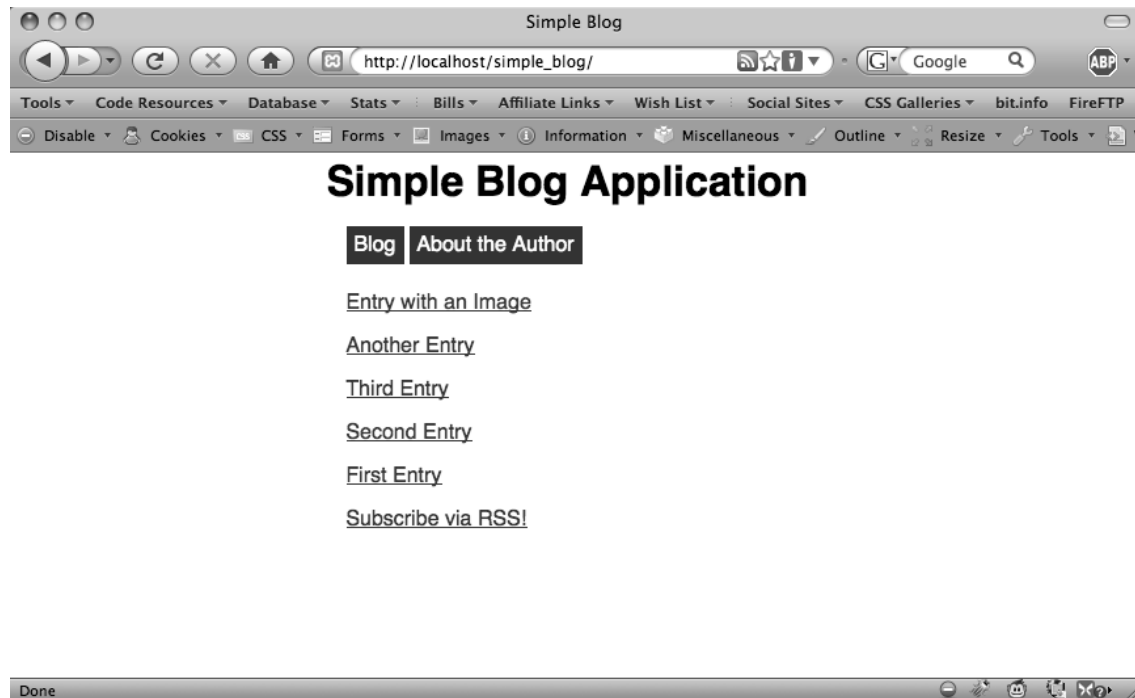 Simple Blog
http://localhost/simple_blog/ G Google ABP
Tools Code Resources Database Stats Bills Affiliate Links Wish List Social Sites CSS Galleries bit.info FireFTP
Disable Cookies CSS Forms Images Information Miscellaneous Outline Resize Tools
Simple Blog Application
Blog About the Author
Entry with an Image
Another Entry
Third Entry
Second Entry
First Entry
Subscribe via RSS!
Done